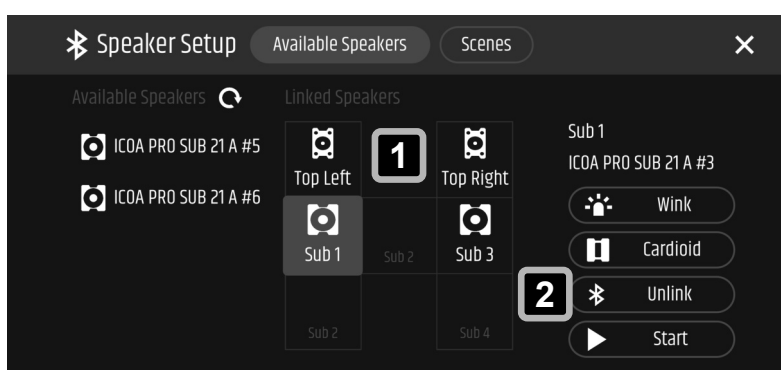 Speaker Setup
Available Speakers
Scenes
Available Speakers
Linked Speakers
ICOA PRO SUB 21 A #5
ICOA PRO SUB 21 A #6
Top Left
1
Top Right
Sub 1
Sub 2
Sub 3
Sub 2
Sub 4
Sub 1
ICOA PRO SUB 21 A #3
Wink
Cardioid
2
Unlink
Start